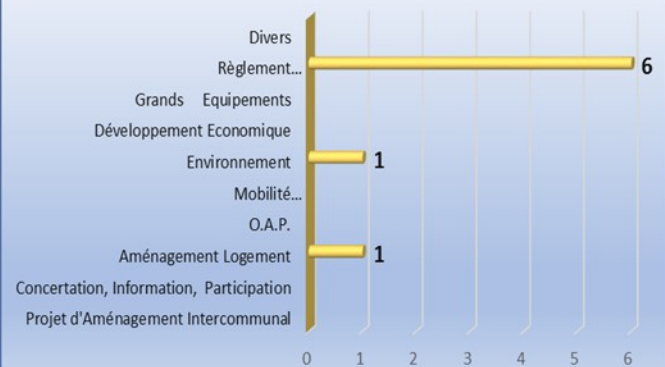 Divers
Règlement... 6
Grands Equipements
Développement Economique
Environnement 1
Mobilité...
O.A.P.
Aménagement Logement 1
Concertation, Information, Participation
Projet d'Aménagement Intercommunal
0 1 2 3 4 5 6